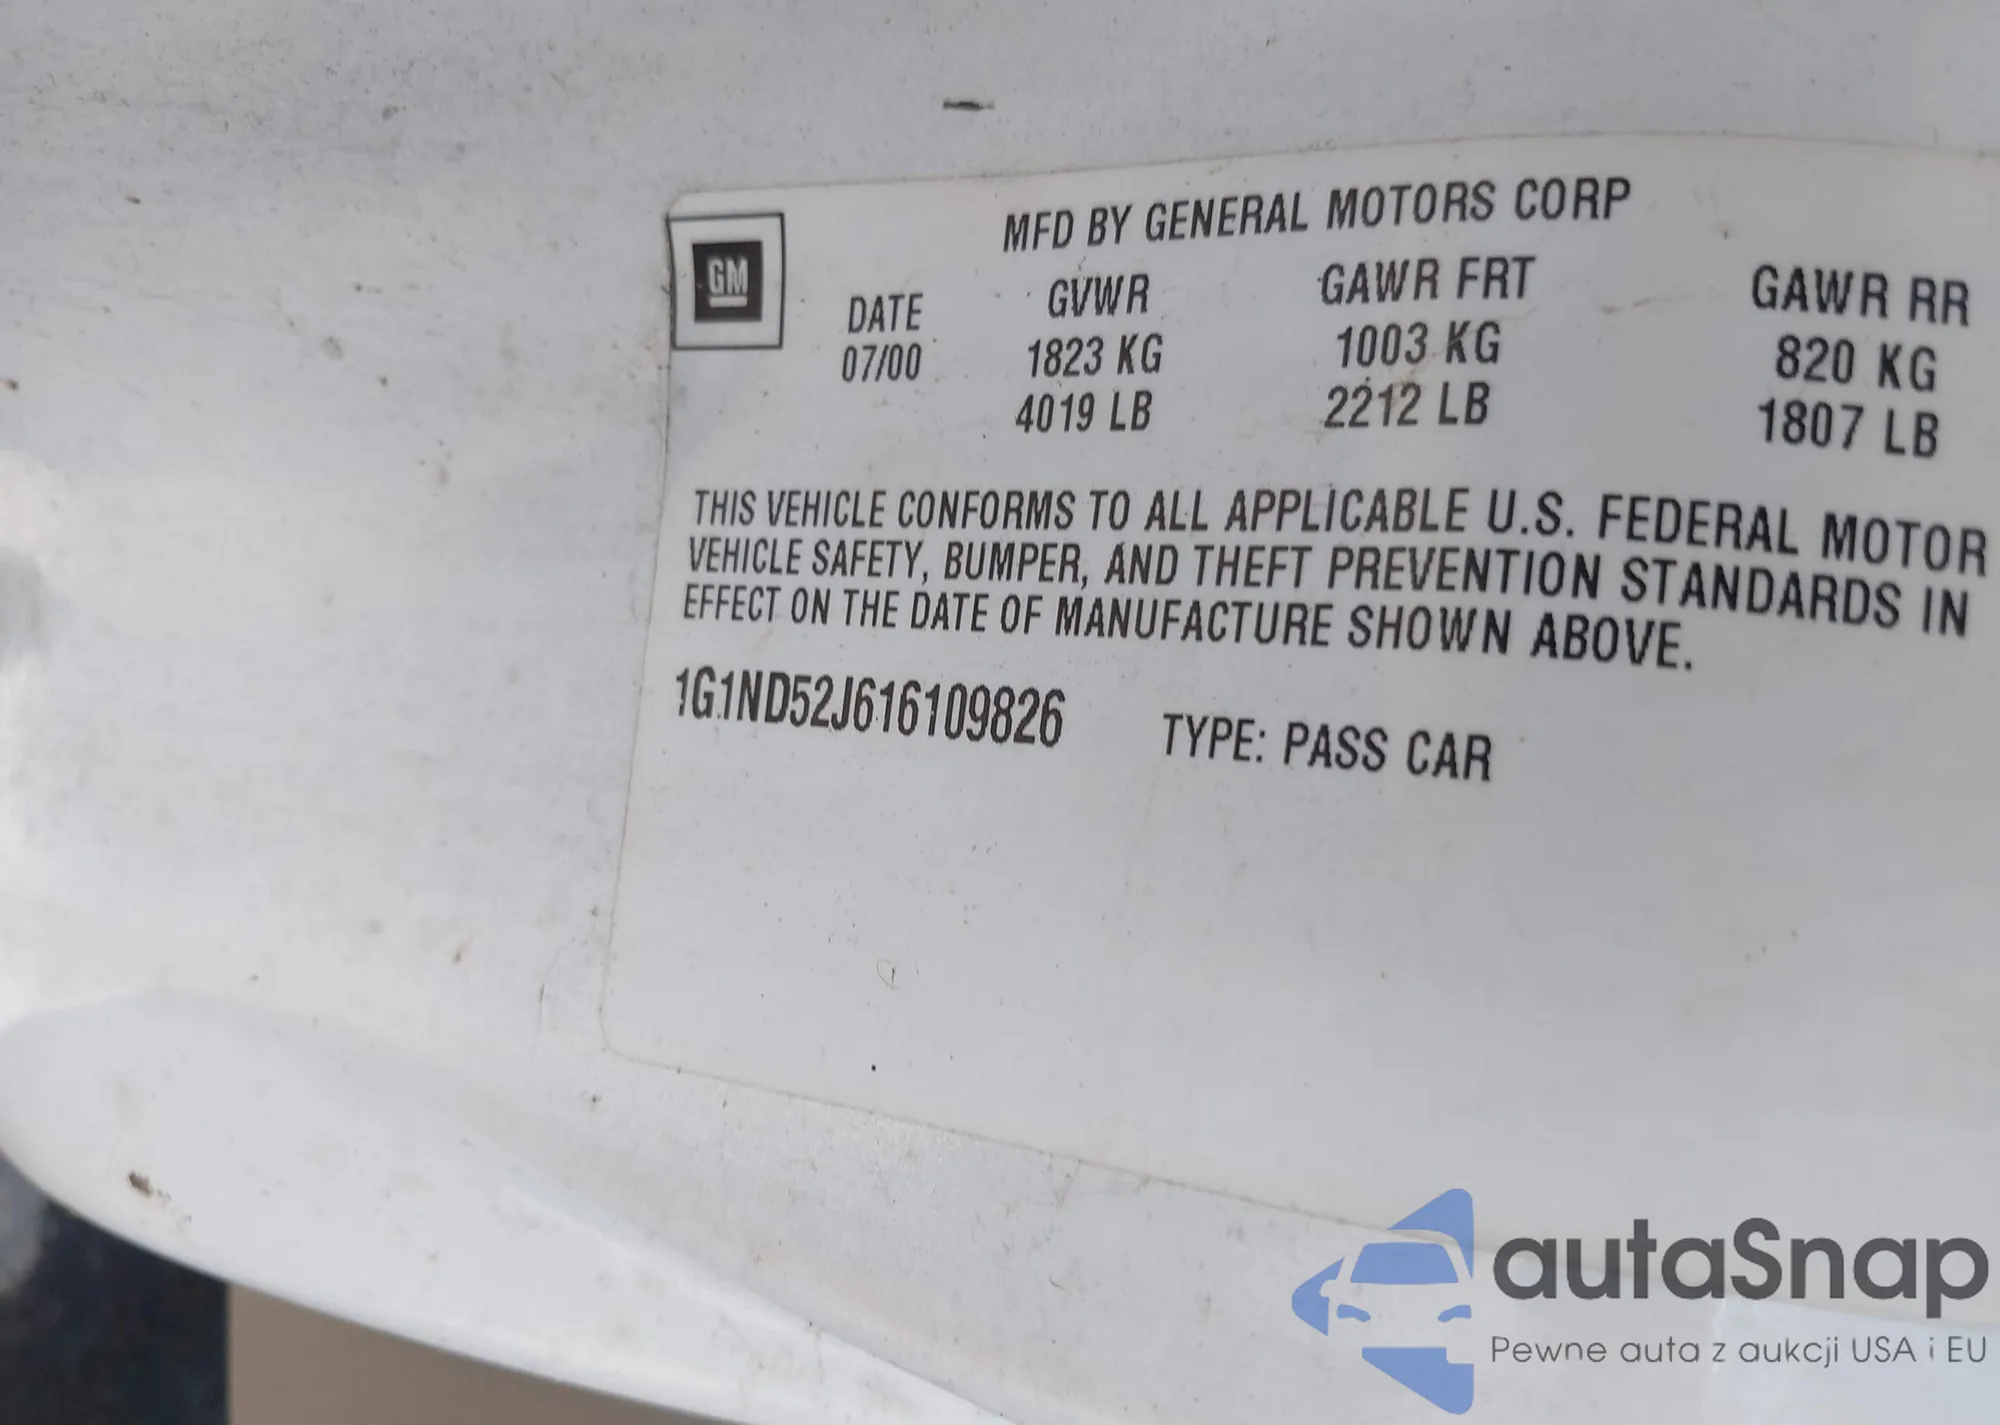 GM
MFD BY GENERAL MOTORS CORP
DATE GVWR GAWR FRT GAWR RR
07/00 1823 KG 1003 KG 820 KG
4019 LB 2212 LB 1807 LB
THIS VEHICLE CONFORMS TO ALL APPLICABLE U.S. FEDERAL MOTOR
VEHICLE SAFETY, BUMPER, AND THEFT PREVENTION STANDARDS IN
EFFECT ON THE DATE OF MANUFACTURE SHOWN ABOVE.
1G1ND52J616109826 TYPE: PASS CAR
autaSnap
Pewne auta z aukcji USA i EU